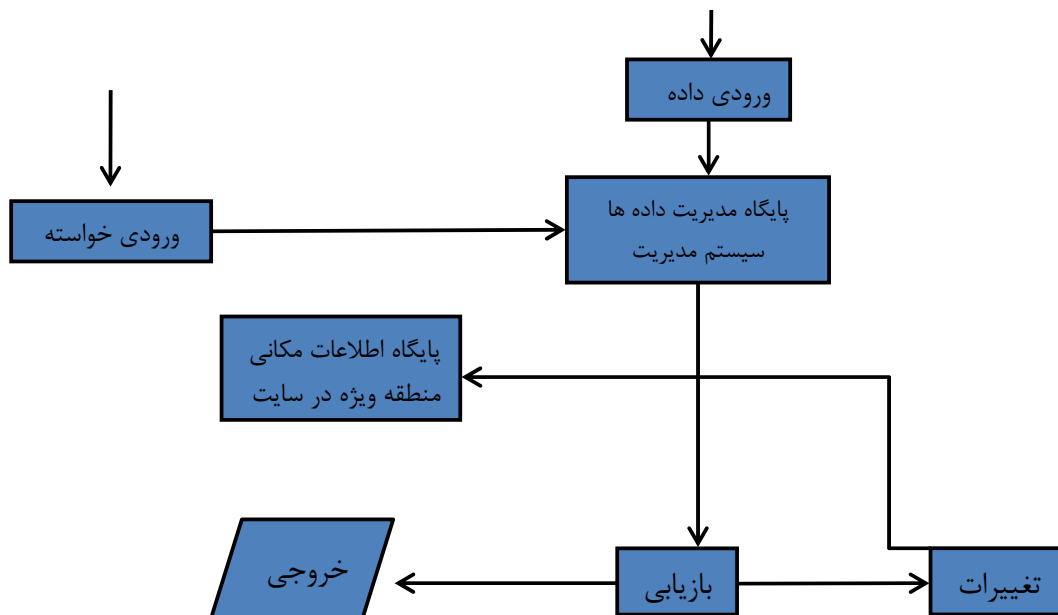 ورودی داده
پایگاه مدیریت داده ها
سیستم مدیریت
ورودی خواسته
پایگاه اطلاعات مکانی
منطقه ویژه در سایت
خروجی
بازیابی
تغییرات